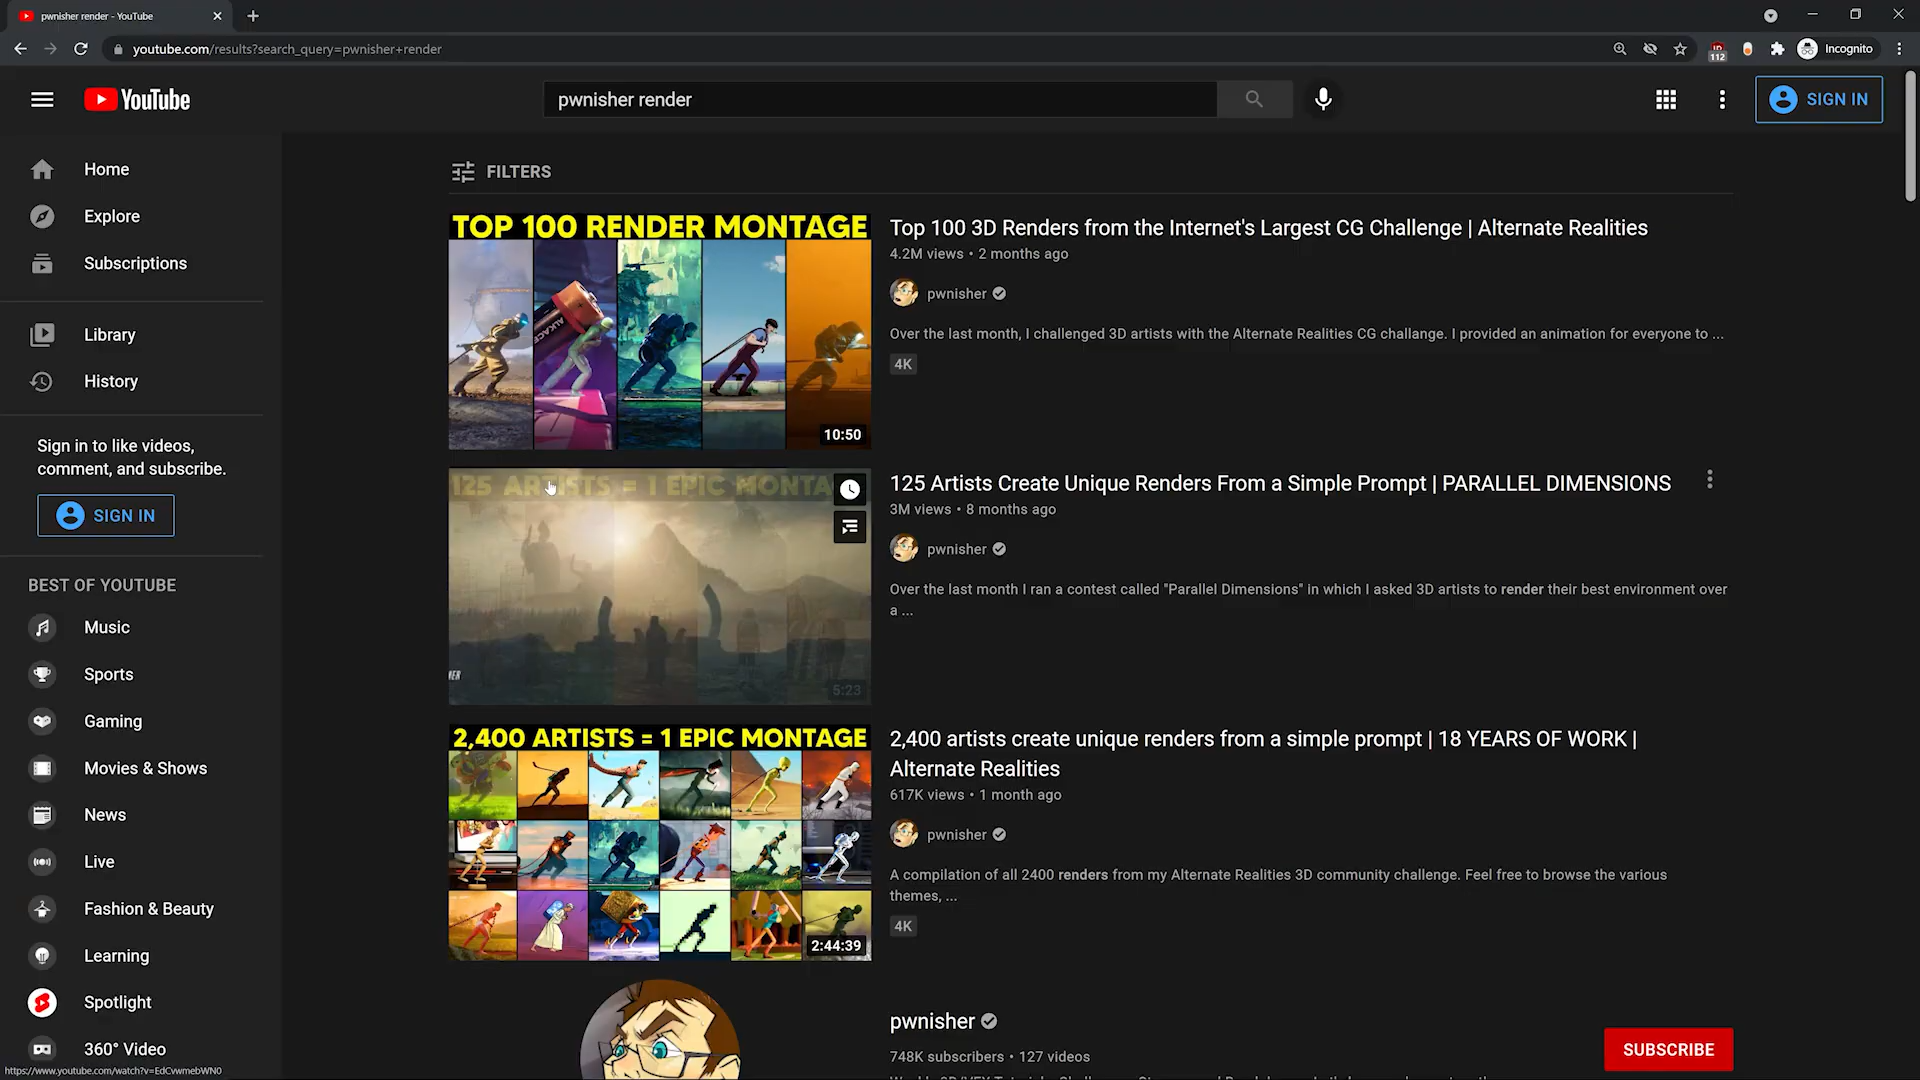 pwnisher render - YouTube
youtube.com/results?search_query=pwnisher+render
112
Incognito
YouTube
pwnisher render
SIGN IN
Home
Explore
Subscriptions
Library
History
Sign in to like videos,
comment, and subscribe.
SIGN IN
BEST OF YOUTUBE
Music
Sports
Gaming
Movies & Shows
News
Live
Fashion & Beauty
Learning
Spotlight
360° Video
https://www.youtube.com/watch?v=EdCvwmebWN0
FILTERS
TOP 100 RENDER MONTAGE
10:50
Top 100 3D Renders from the Internet's Largest CG Challenge | Alternate Realities
4.2M views • 2 months ago
pwnisher
Over the last month, I challenged 3D artists with the Alternate Realities CG challange. I provided an animation for everyone to ...
4K
125 ARTISTS = 1 EPIC MONTA
5:23
125 Artists Create Unique Renders From a Simple Prompt | PARALLEL DIMENSIONS
3M views • 8 months ago
pwnisher
Over the last month I ran a contest called "Parallel Dimensions" in which I asked 3D artists to render their best environment over
a ...
2,400 ARTISTS = 1 EPIC MONTAGE
2:44:39
2,400 artists create unique renders from a simple prompt | 18 YEARS OF WORK |
Alternate Realities
617K views • 1 month ago
pwnisher
A compilation of all 2400 renders from my Alternate Realities 3D community challenge. Feel free to browse the various
themes, ...
4K
pwnisher
748K subscribers • 127 videos
SUBSCRIBE